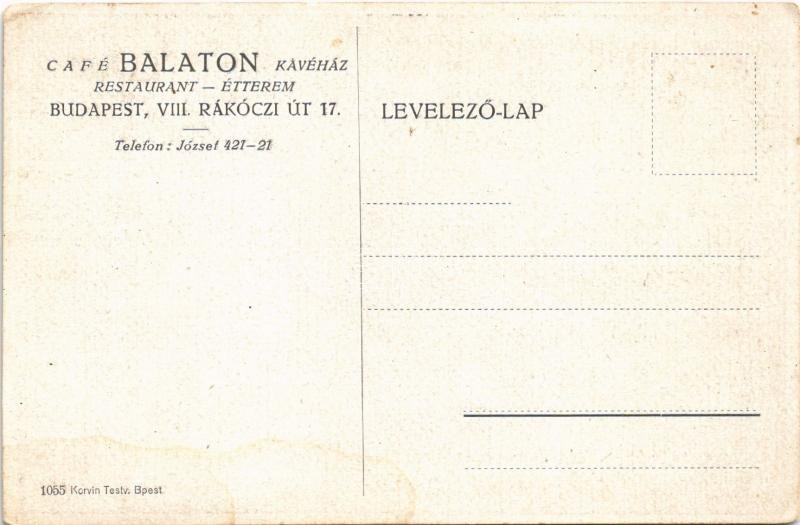 CAFÉ BALATON KÁVÉHÁZ
RESTAURANT — ÉTTEREM
BUDAPEST, VIII. RÁKÓCZI ÚT 17.
Telefon: József 421—21
LEVELEZŐ-LAP
1055 Korvin Testv. Bpest